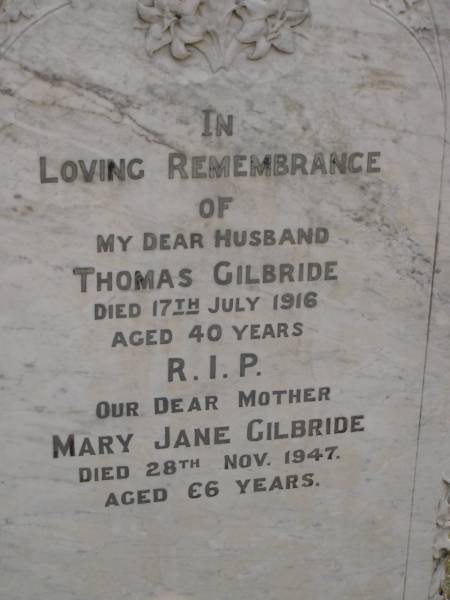 IN
LOVING REMEMBRANCE
OF
MY DEAR HUSBAND
THOMAS GILBRIDE
DIED 17TH JULY 1916
AGED 40 YEARS
R.I.P.
OUR DEAR MOTHER
MARY JANE GILBRIDE
DIED 28TH NOV. 1947.
AGED 66 YEARS.